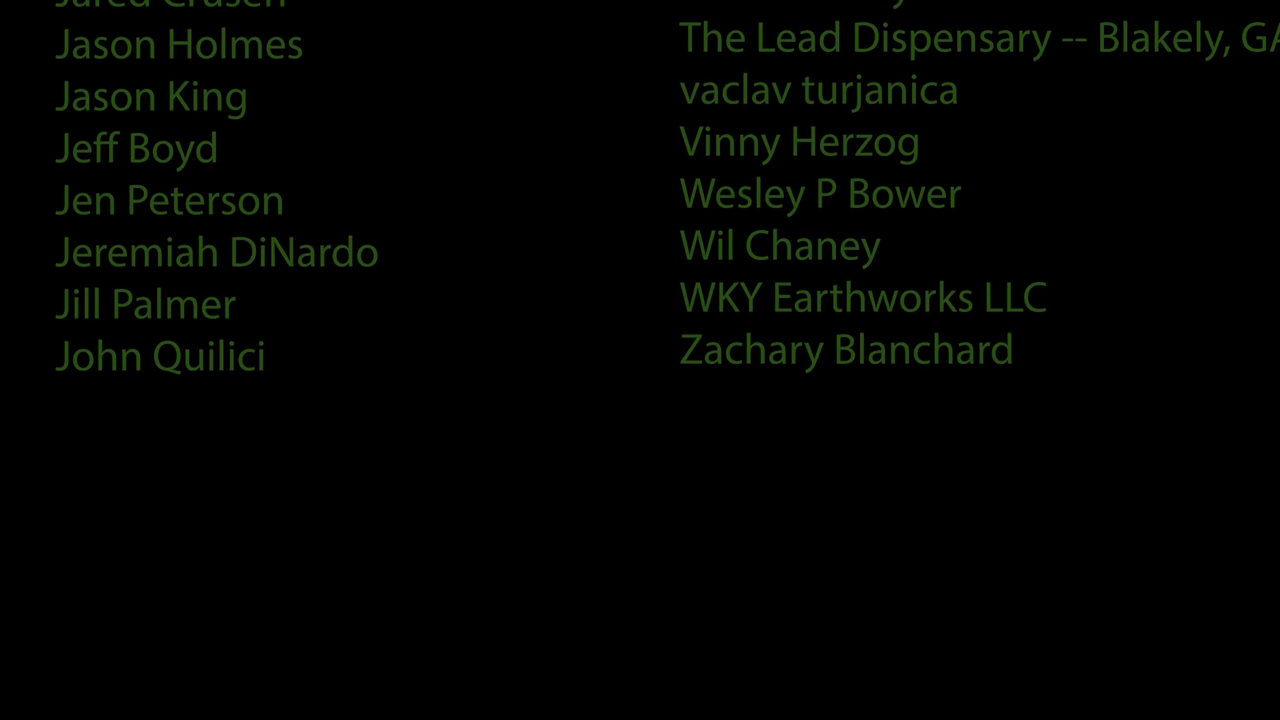 Jason Holmes
Jason King
Jeff Boyd
Jen Peterson
Jeremiah DiNardo
Jill Palmer
John Quilici
The Lead Dispensary -- Blakely, GA
vaclav turjanica
Vinny Herzog
Wesley P Bower
Wil Chaney
WKY Earthworks LLC
Zachary Blanchard